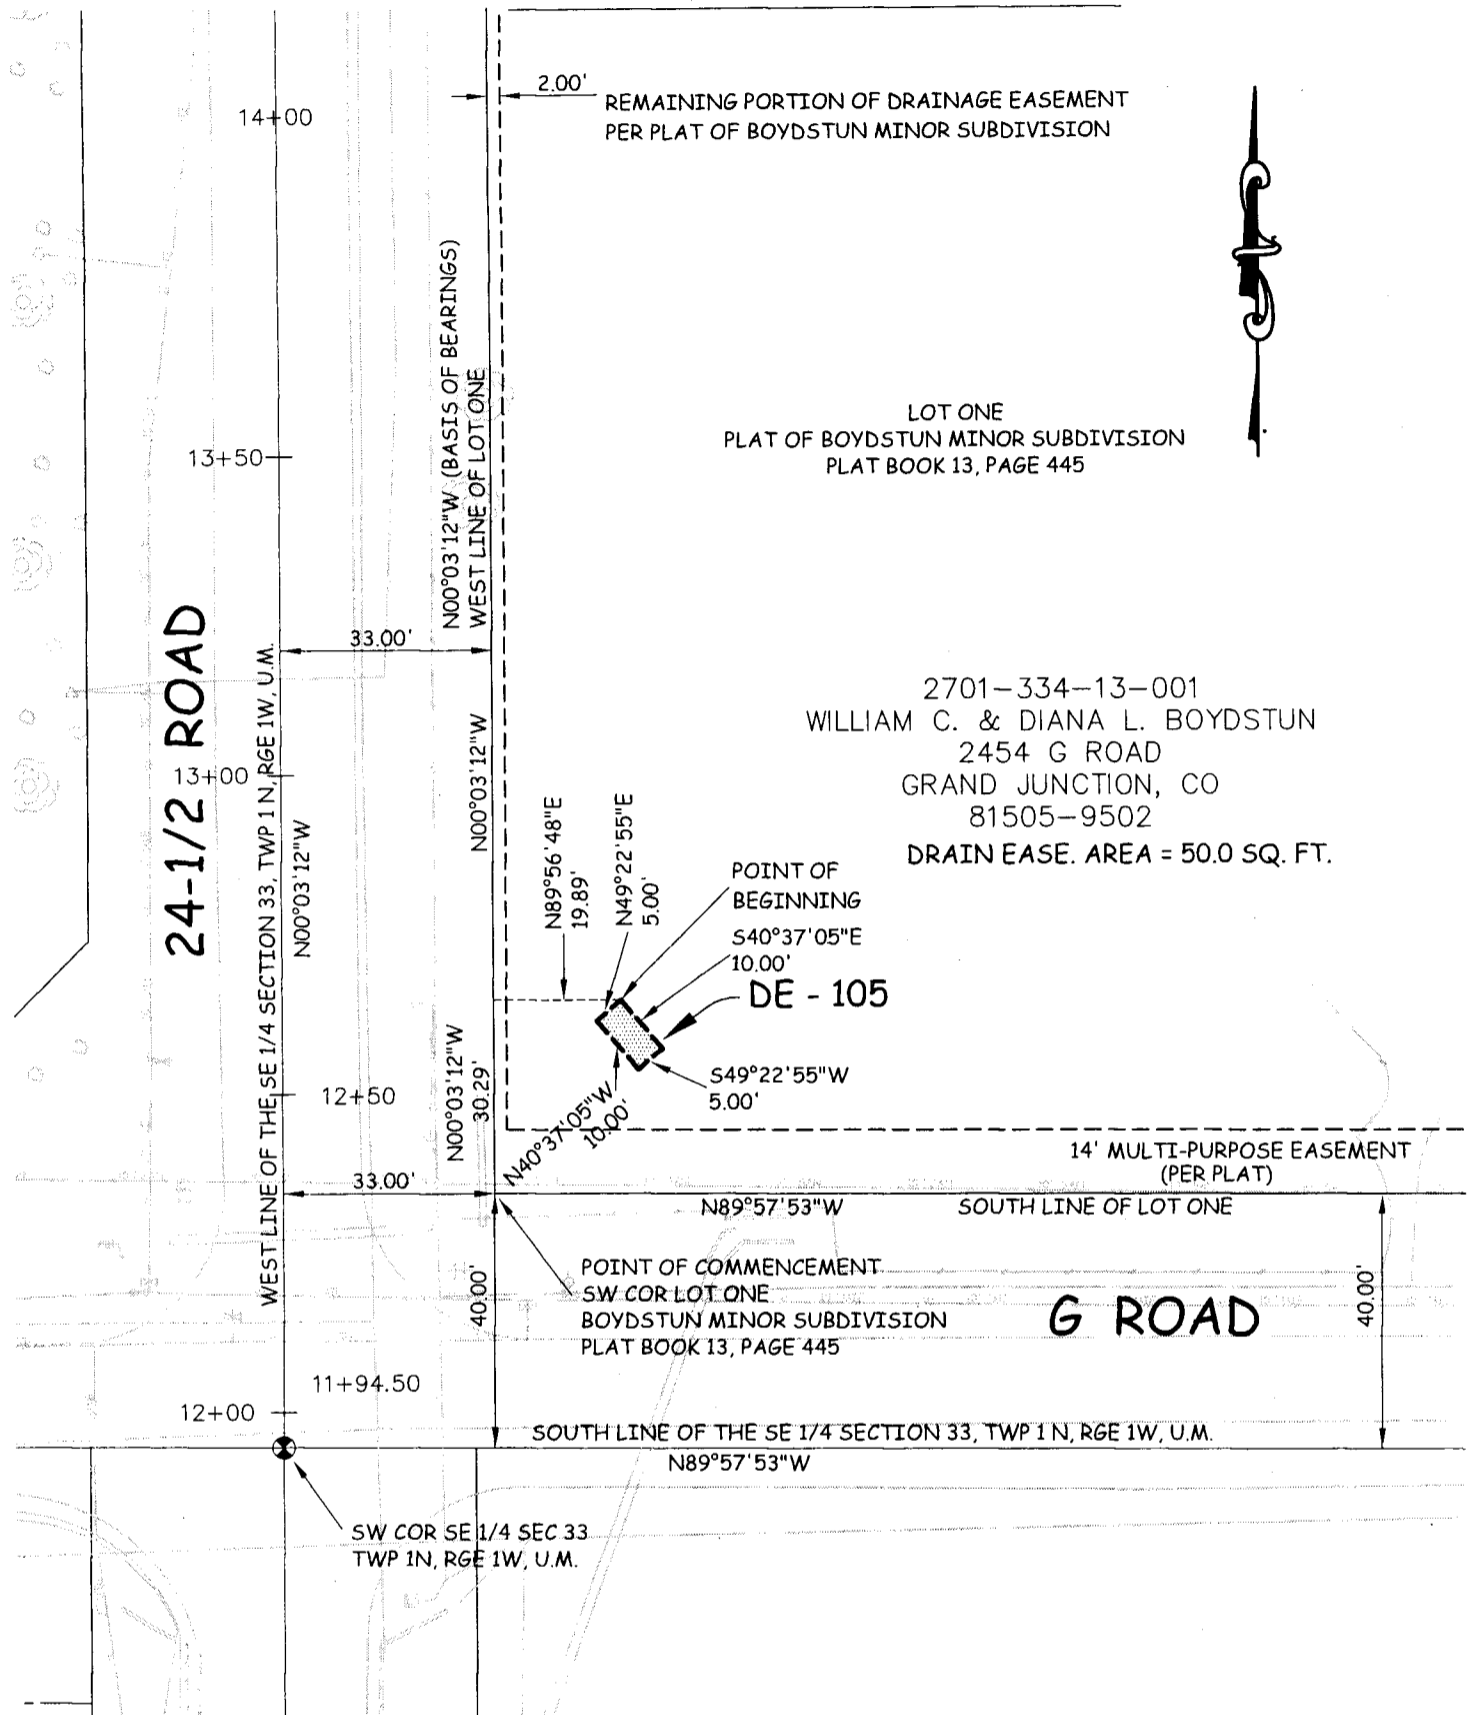 2.00'
REMAINING PORTION OF DRAINAGE EASEMENT
PER PLAT OF BOYDSTUN MINOR SUBDIVISION
14+00
N00°03'12"W (BASIS OF BEARINGS)
WEST LINE OF LOT ONE
LOT ONE
PLAT OF BOYDSTUN MINOR SUBDIVISION
PLAT BOOK 13, PAGE 445
13+50
24-1/2 ROAD
WEST LINE OF THE SE 1/4 SECTION 33, TWP 1 N, RGE 1W, U.M.
N00°03'12"W
33.00'
2701-334-13-001
WILLIAM C. & DIANA L. BOYDSTUN
2454 G ROAD
GRAND JUNCTION, CO
81505-9502
DRAIN EASE. AREA = 50.0 SQ. FT.
13+00
N00°03'12"W
N89°56'48"E
19.89'
N49°22'55"E
5.00'
POINT OF
BEGINNING
S40°37'05"E
10.00'
DE - 105
N00°03'12"W
30.29'
S49°22'55"W
5.00'
N40°37'05"W
10.00'
12+50
14' MULTI-PURPOSE EASEMENT
(PER PLAT)
33.00'
N89°57'53"W
SOUTH LINE OF LOT ONE
40.00'
POINT OF COMMENCEMENT
SW COR LOT ONE
BOYDSTUN MINOR SUBDIVISION
PLAT BOOK 13, PAGE 445
G ROAD
40.00'
11+94.50
12+00
SOUTH LINE OF THE SE 1/4 SECTION 33, TWP 1 N, RGE 1W, U.M.
N89°57'53"W
SW COR SE 1/4 SEC 33
TWP 1N, RGE 1W, U.M.